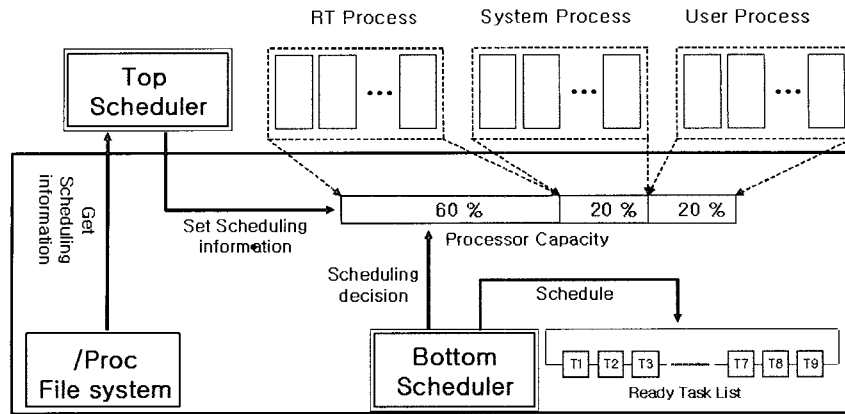 RT Process
System Process
User Process
Top
Scheduler
•••
•••
•••
Get
Scheduling
information
60 %
20 %
20 %
Set Scheduling
information
Processor Capacity
Scheduling
decision
Schedule
/Proc
File system
Bottom
Scheduler
T1
T2
T3
T7
T8
T9
Ready Task List